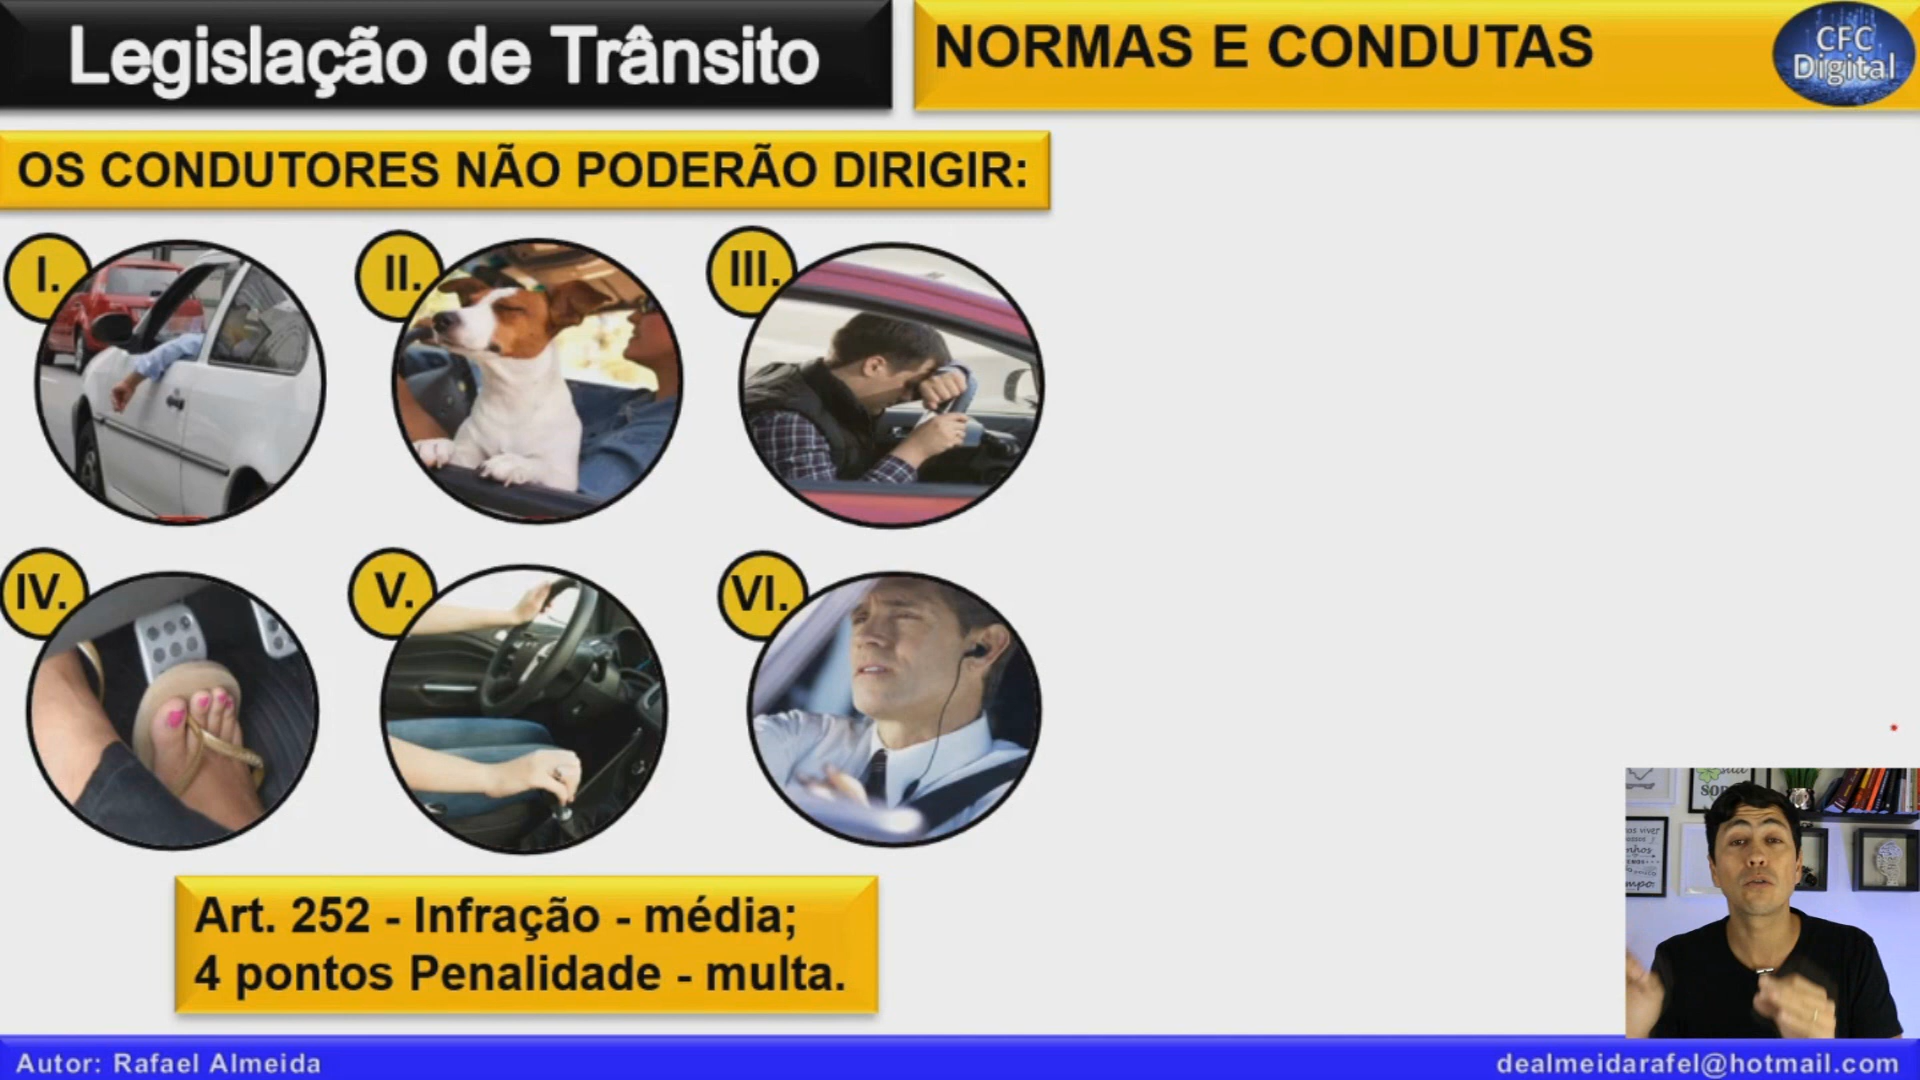 Legislação de Trânsito
NORMAS E CONDUTAS
CFC
Digital
OS CONDUTORES NÃO PODERÃO DIRIGIR:
I.
II.
III.
IV.
V.
VI.
Art. 252 - Infração - média;
4 pontos Penalidade - multa.
Autor: Rafael Almeida
dealmeidarafel@hotmail.com